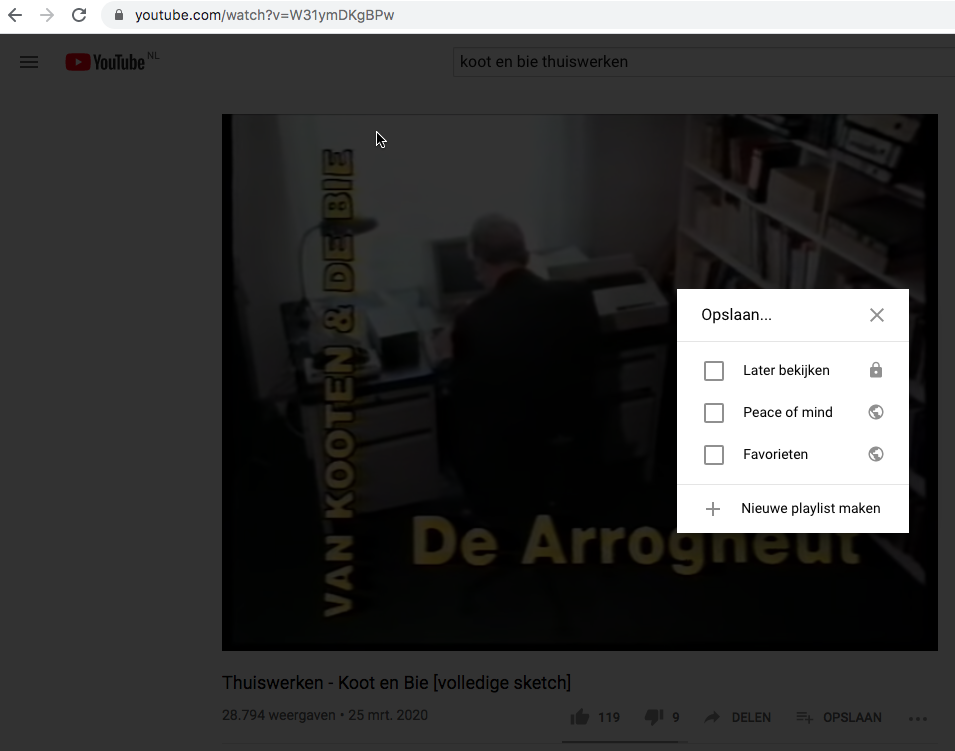 youtube.com/watch?v=W31ymDKgBPw
YouTube NL
koot en bie thuiswerken
VAN KOOTEN & DE BIE
Opslaan...
Later bekijken
Peace of mind
Favorieten
Nieuwe playlist maken
De Arrogneut
Thuiswerken - Koot en Bie [volledige sketch]
28.794 weergaven • 25 mrt. 2020
119
9
DELEN
OPSLAAN